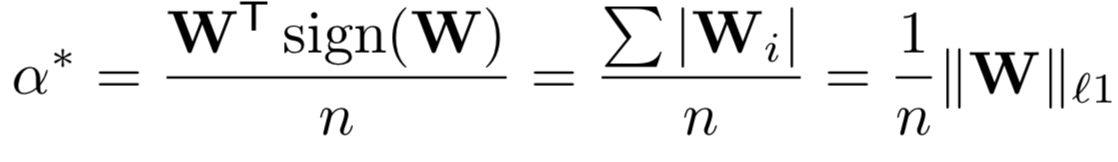 α* = W^T sign(W) / n = ∑ |W_i| / n = 1/n ‖W‖_ℓ1